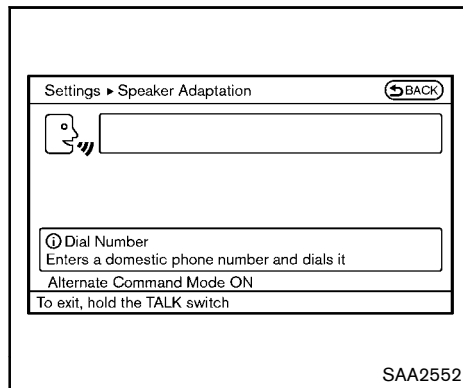 Settings ▸ Speaker Adaptation
BACK
Dial Number
Enters a domestic phone number and dials it
Alternate Command Mode ON
To exit, hold the TALK switch
SAA2552